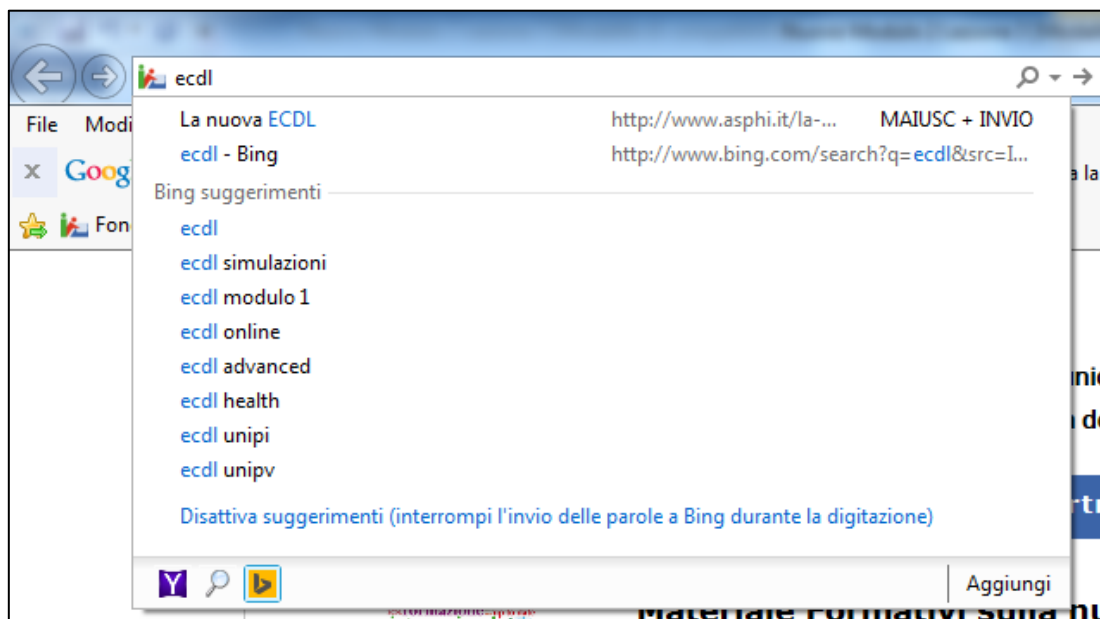 ecdl
File Modi
La nuova ECDL http://www.asphi.it/la-... MAIUSC + INVIO
ecdl - Bing http://www.bing.com/search?q=ecdl&src=I...
x Goog
a la
Bing suggerimenti
Fon
ecdl
ecdl simulazioni
ecdl modulo 1
ecdl online
ecdl advanced
ecdl health
ecdl unipi
ecdl unipv
Disattiva suggerimenti (interrompi l'invio delle parole a Bing durante la digitazione)
Y
Aggiungi
Materiale Formativi sulla nu